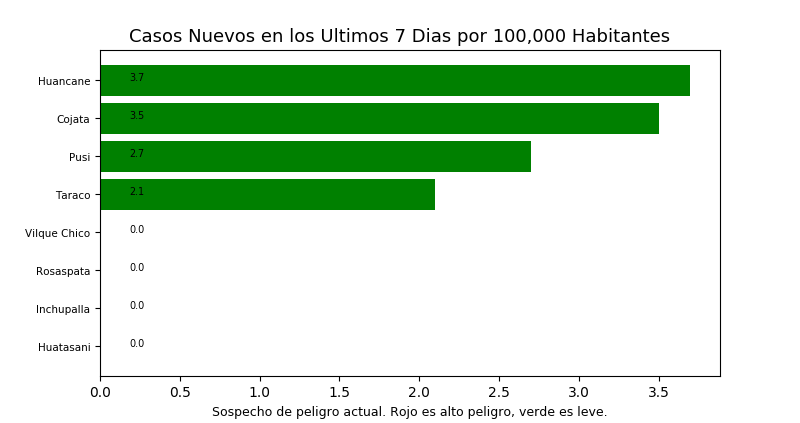 Casos Nuevos en los Ultimos 7 Dias por 100,000 Habitantes
Huancane 3.7
Cojata 3.5
Pusi 2.7
Taraco 2.1
Vilque Chico 0.0
Rosaspata 0.0
Inchupalla 0.0
Huatasani 0.0
0.0 0.5 1.0 1.5 2.0 2.5 3.0 3.5
Sospecho de peligro actual. Rojo es alto peligro, verde es leve.